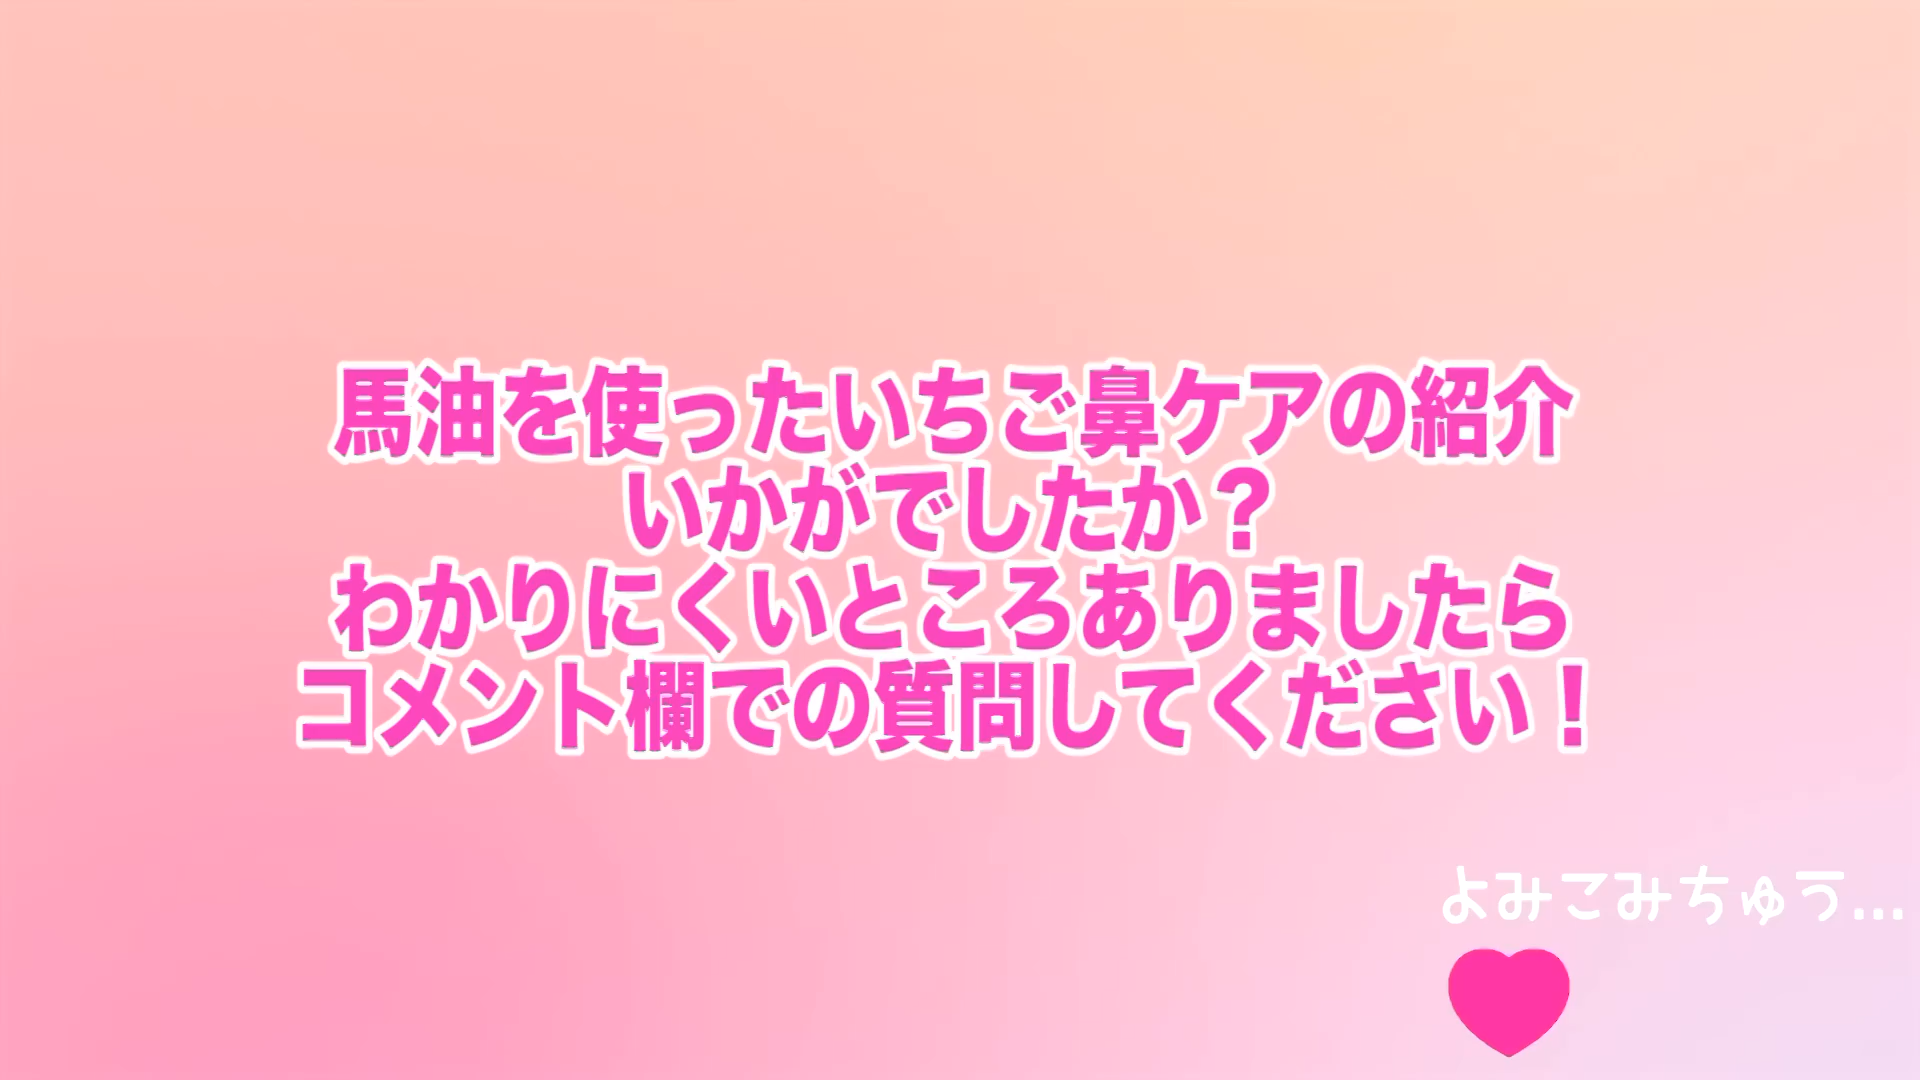 馬油を使ったいちご鼻ケアの紹介
いかがでしたか？
わかりにくいところありましたら
コメント欄での質問してください！
よみこみちゅう...